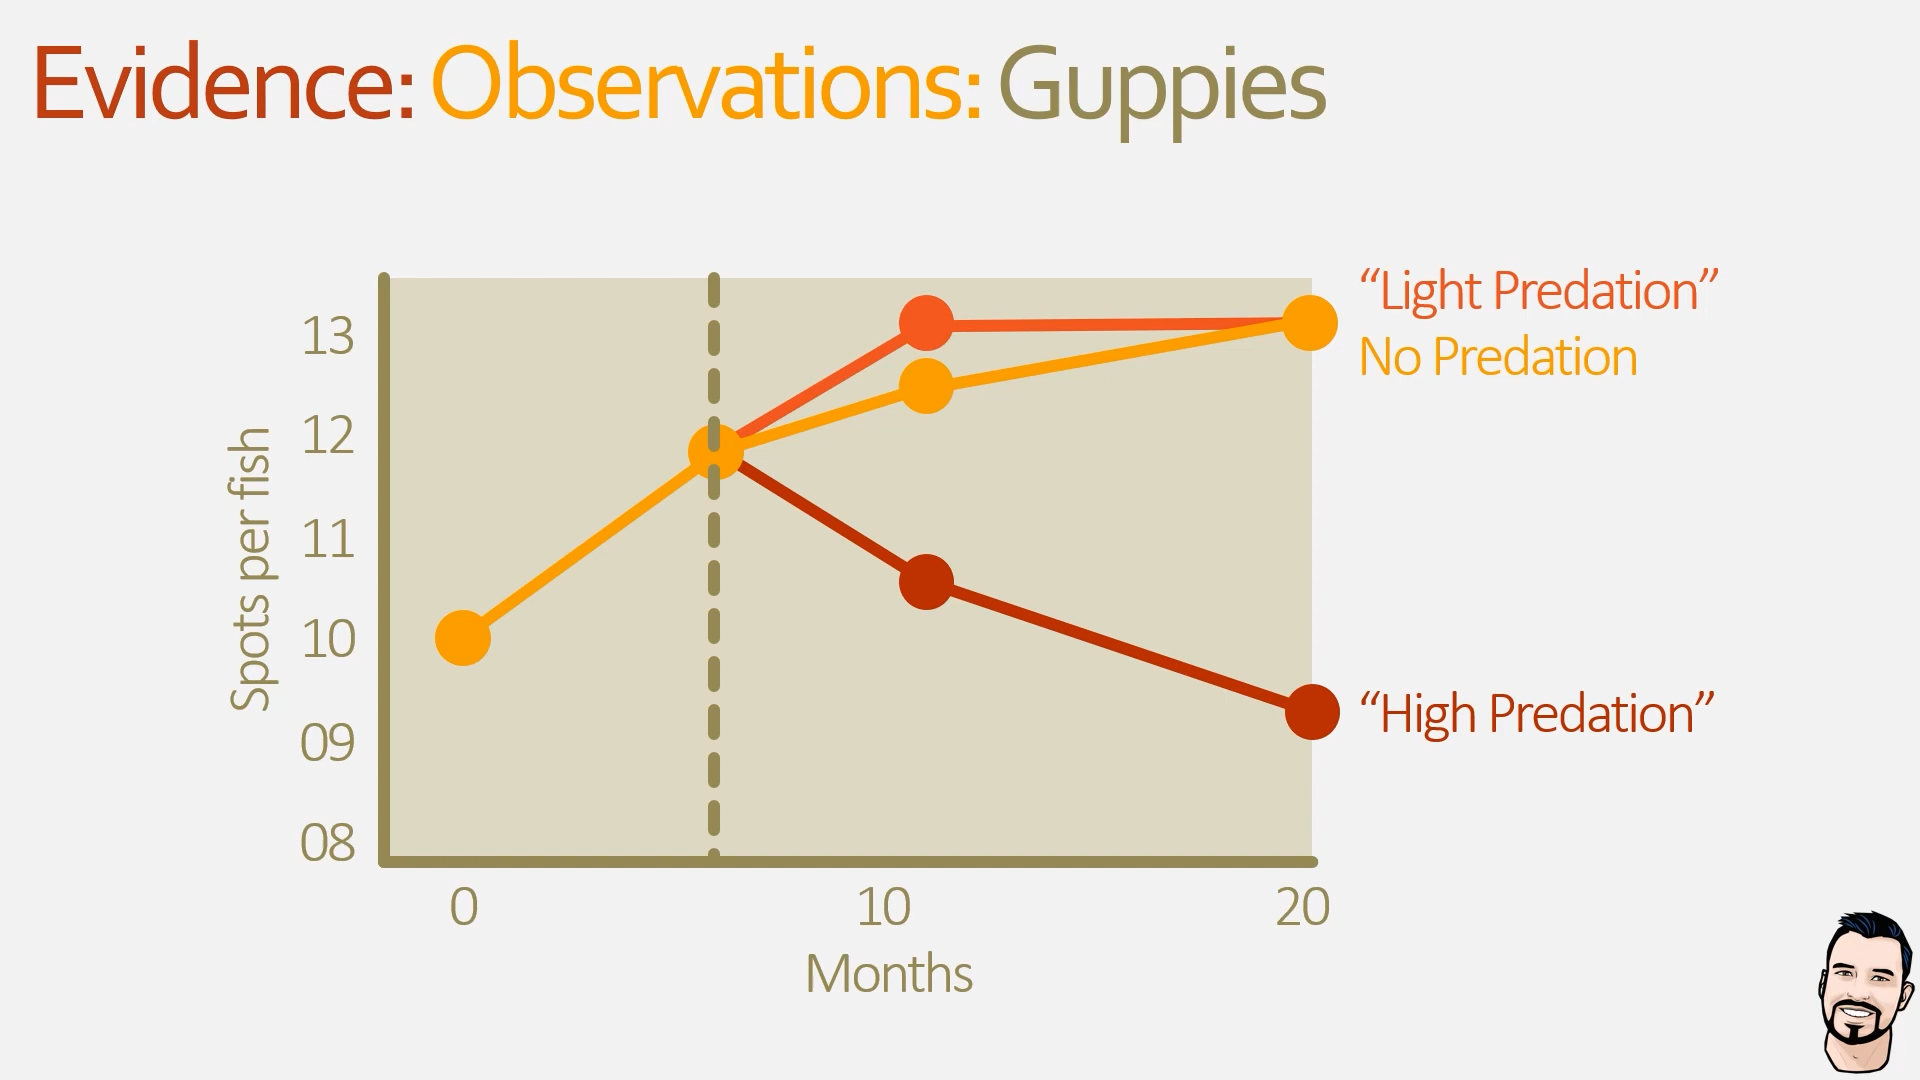 Evidence: Observations: Guppies
“Light Predation”
No Predation
“High Predation”
Spots per fish
13
12
11
10
09
08
0
10
20
Months